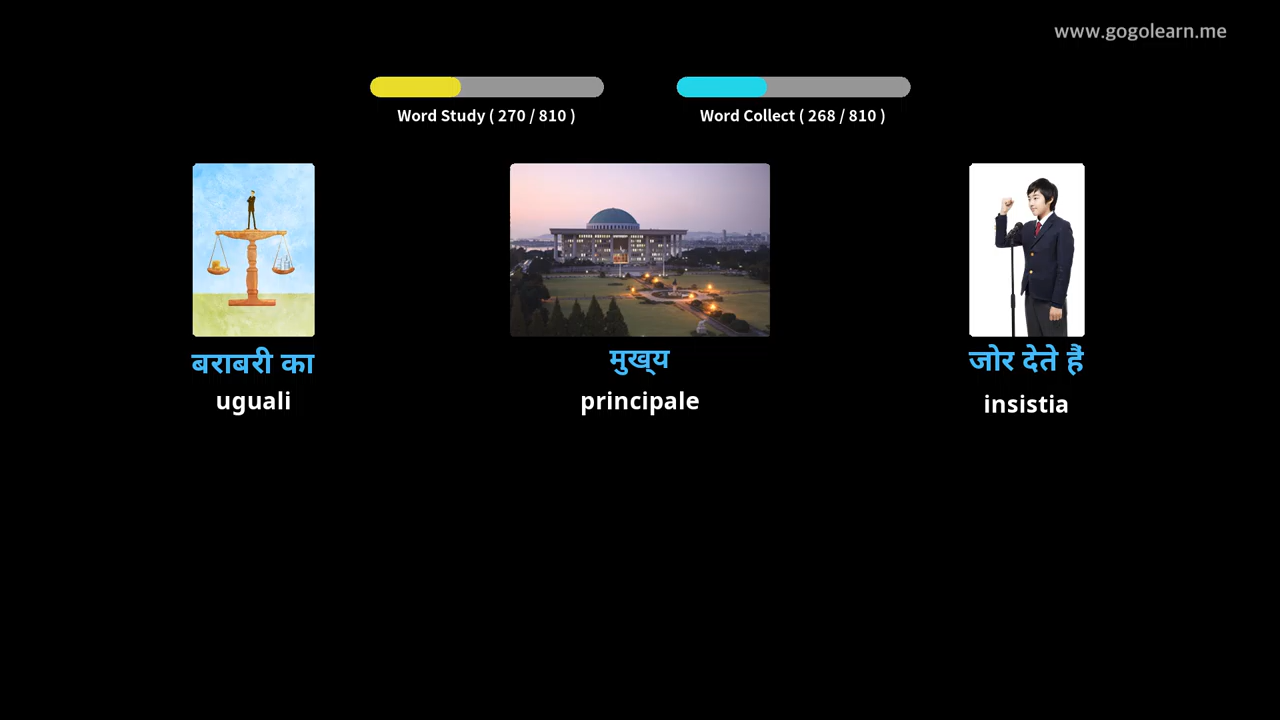 www.gogolearn.me
Word Study ( 270 / 810 )
Word Collect ( 268 / 810 )
बराबरी का
मुख्य
जोर देते हैं
uguali
principale
insistia